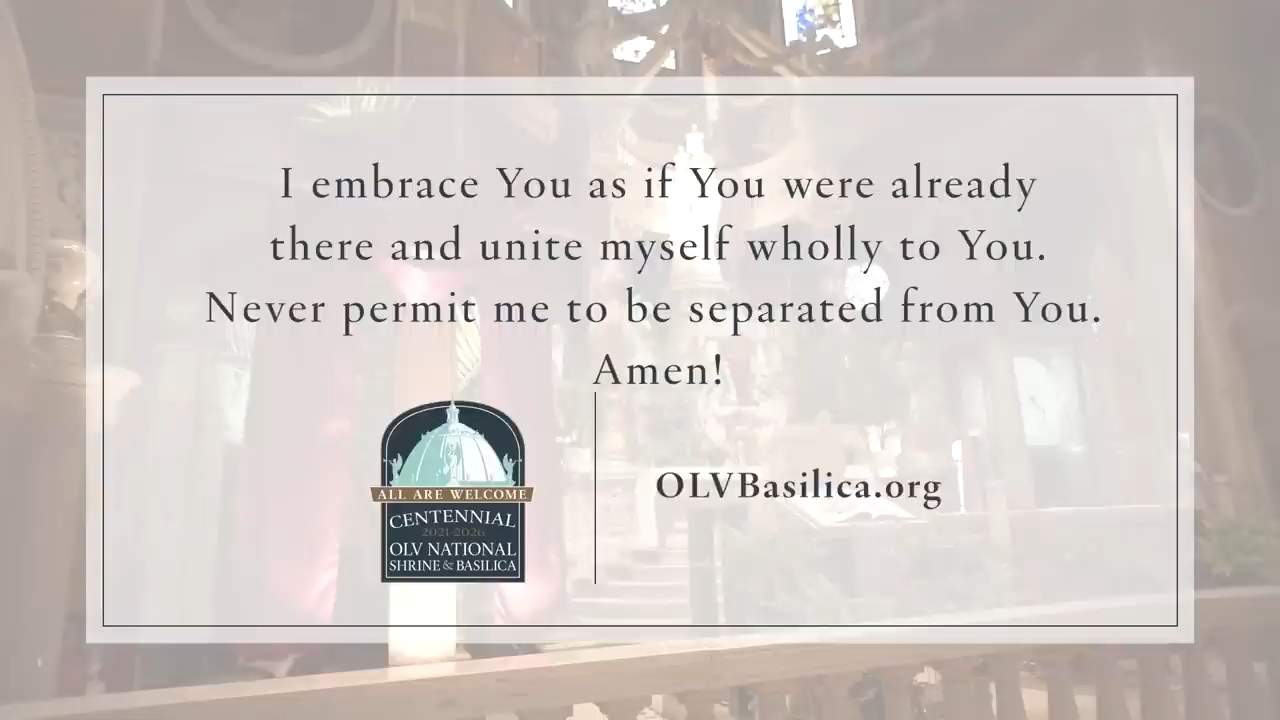 I embrace You as if You were already
there and unite myself wholly to You.
Never permit me to be separated from You.
Amen!
ALL ARE WELCOME
CENTENNIAL
2021-2026
OLV NATIONAL
SHRINE & BASILICA
OLVBasilica.org